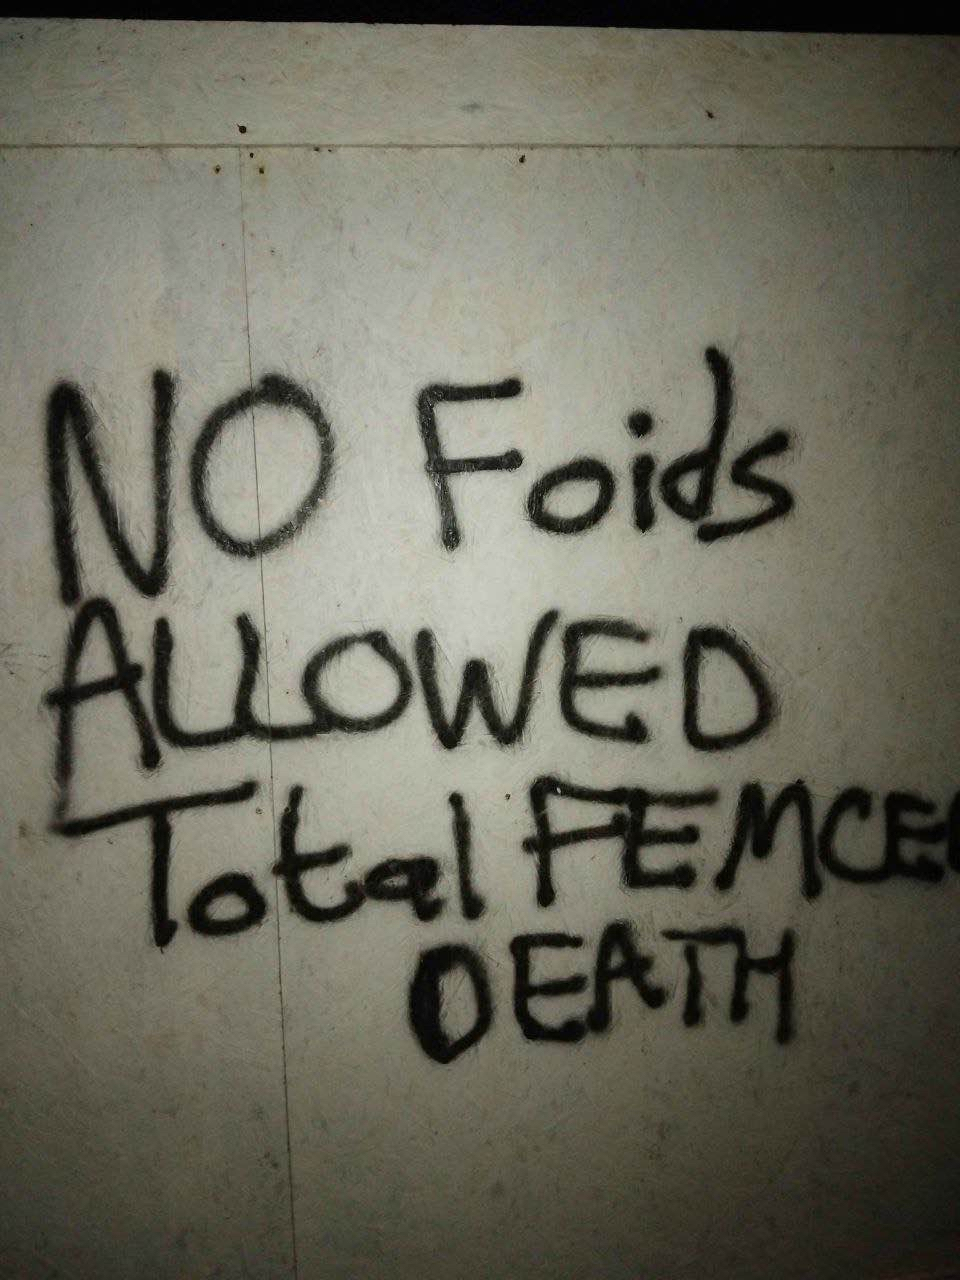 NO Foids
ALLOWED
Total FEMCE
DEATH